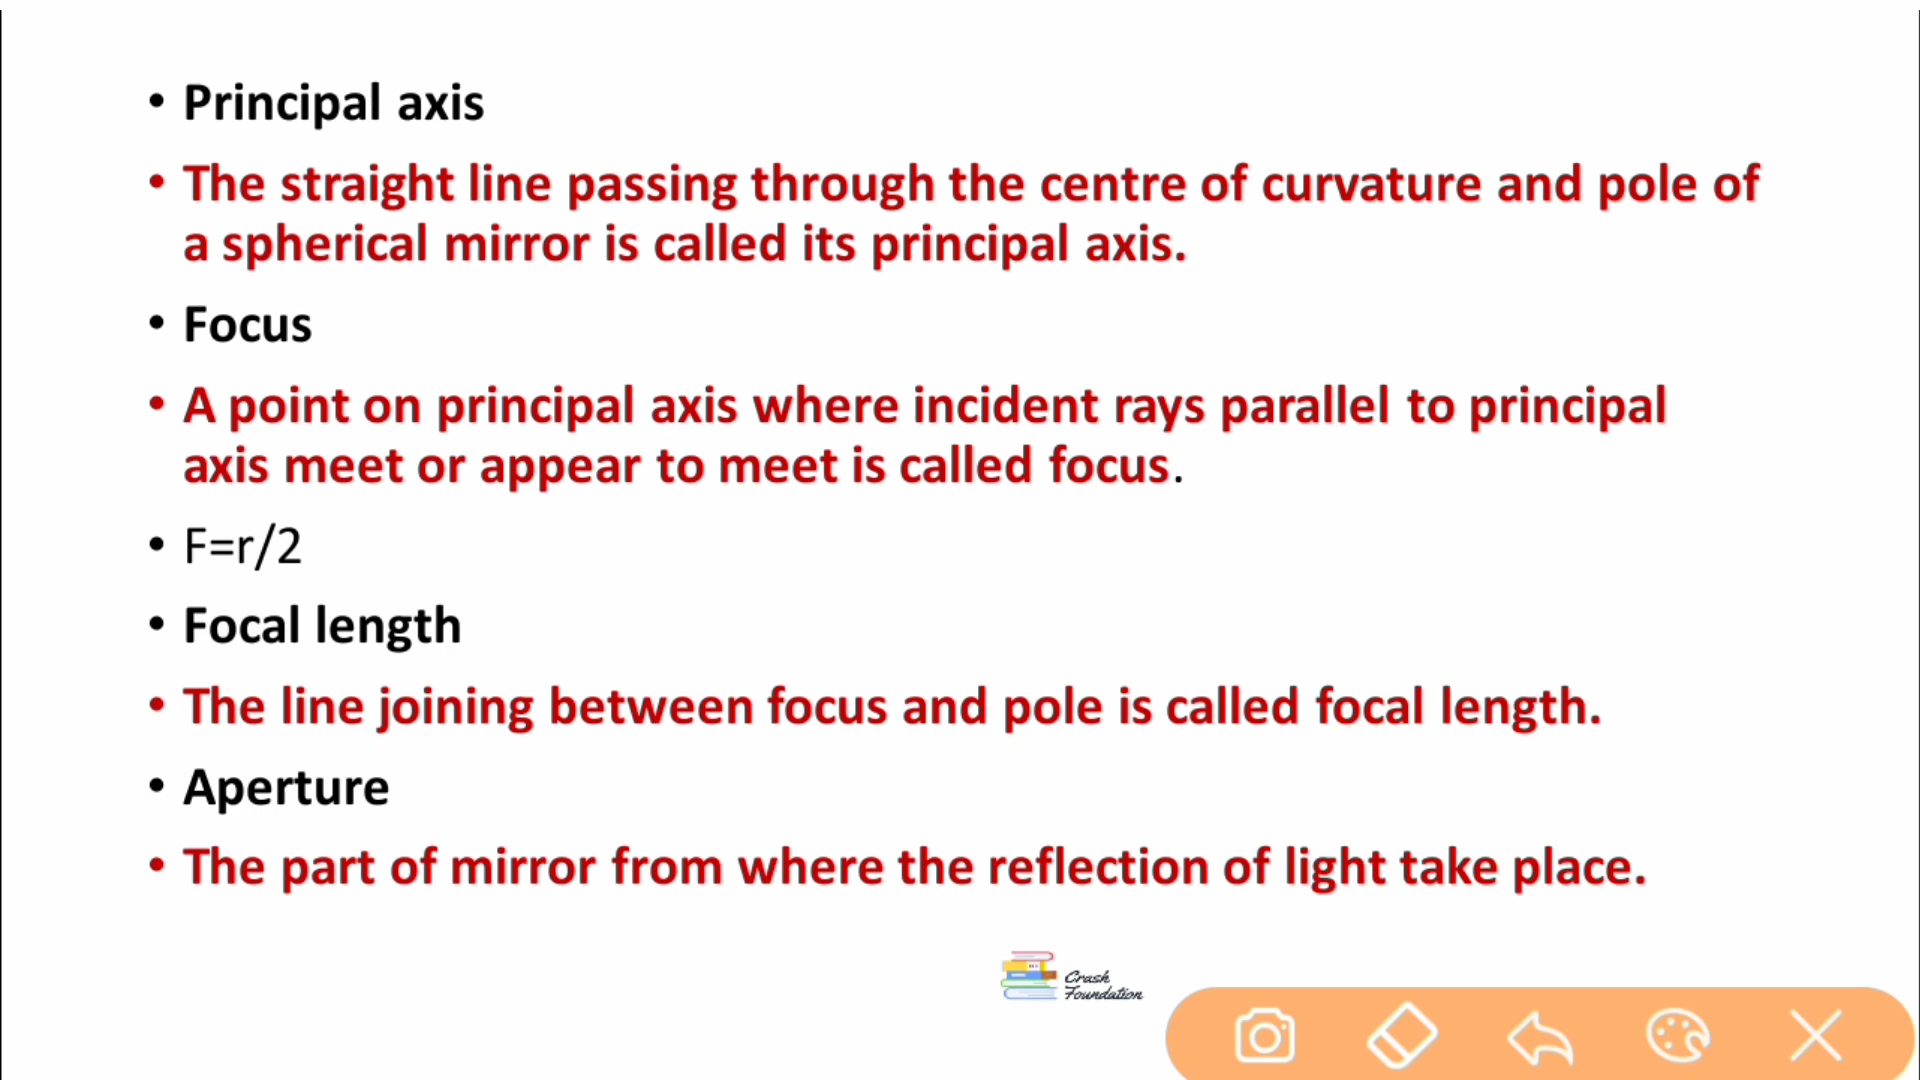 • Principal axis
• The straight line passing through the centre of curvature and pole of
a spherical mirror is called its principal axis.
• Focus
• A point on principal axis where incident rays parallel to principal
axis meet or appear to meet is called focus.
• F=r/2
• Focal length
• The line joining between focus and pole is called focal length.
• Aperture
• The part of mirror from where the reflection of light take place.
Crash
Foundation